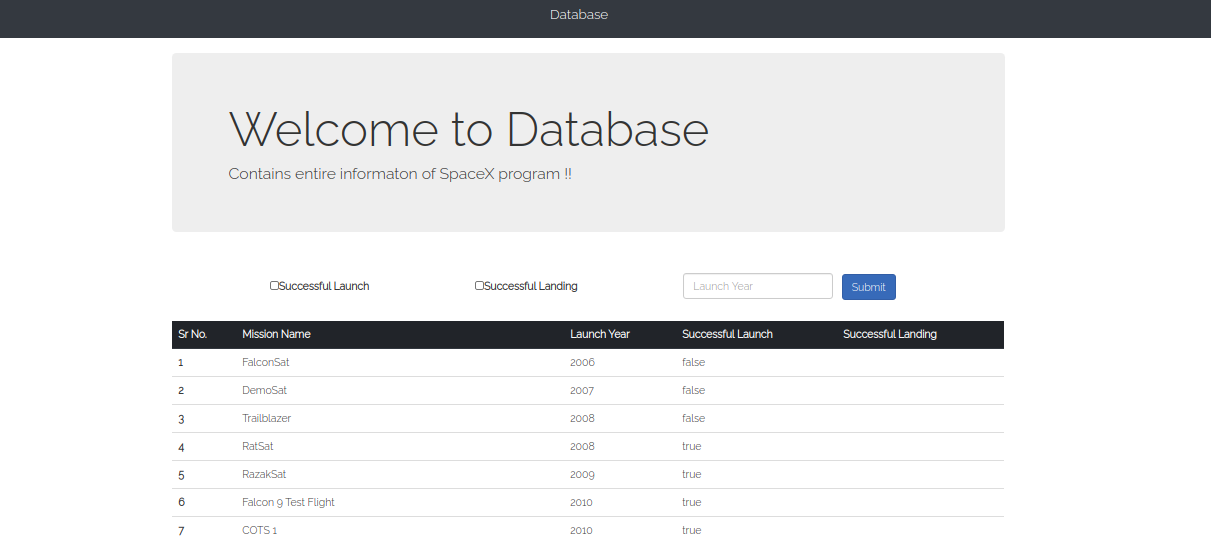 Database
Welcome to Database
Contains entire informaton of SpaceX program !!
Successful Launch Successful Landing Launch Year Submit
Sr No. Mission Name Launch Year Successful Launch Successful Landing
1 FalconSat 2006 false
2 DemoSat 2007 false
3 Trailblazer 2008 false
4 RatSat 2008 true
5 RazakSat 2009 true
6 Falcon 9 Test Flight 2010 true
7 COTS 1 2010 true